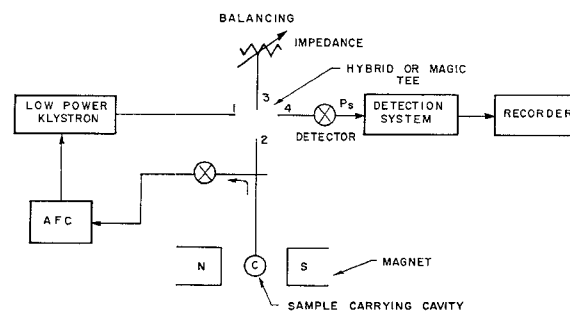 BALANCING
IMPEDANCE
HYBRID OR MAGIC
TEE
LOW POWER
KLYSTRON
1
3
4
Ps
DETECTOR
DETECTION
SYSTEM
RECORDER
2
AFC
N
C
S
MAGNET
SAMPLE CARRYING CAVITY